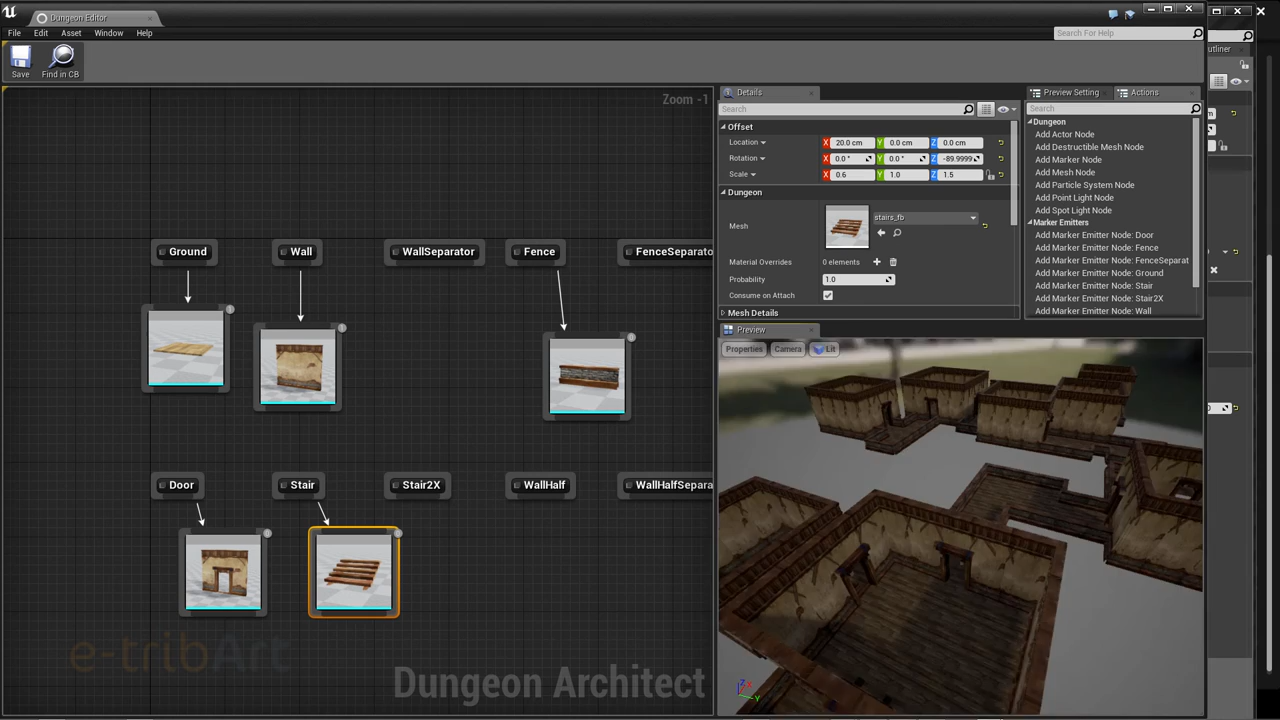 Dungeon Editor
File Edit Asset Window Help
Search For Help
Save Find in CB
Zoom -1
Ground Wall WallSeparator Fence FenceSeparato
Door Stair Stair2X WallHalf WallHalfSepara
e-tribArt
Dungeon Architect
Details
Search
Offset
Location X 20.0 cm Y 0.0 cm Z 0.0 cm
Rotation X 0.0 ° Y 0.0 ° Z -89.9999
Scale X 0.6 Y 1.0 Z 1.5
Dungeon
Mesh stairs_fb
Material Overrides 0 elements
Probability 1.0
Consume on Attach
Mesh Details
Preview Setting Actions
Search
Dungeon
Add Actor Node
Add Destructible Mesh Node
Add Marker Node
Add Mesh Node
Add Particle System Node
Add Point Light Node
Add Spot Light Node
Marker Emitters
Add Marker Emitter Node: Door
Add Marker Emitter Node: Fence
Add Marker Emitter Node: FenceSeparat
Add Marker Emitter Node: Ground
Add Marker Emitter Node: Stair
Add Marker Emitter Node: Stair2X
Add Marker Emitter Node: Wall
Preview
Properties Camera Lit
Z X Y
utliner